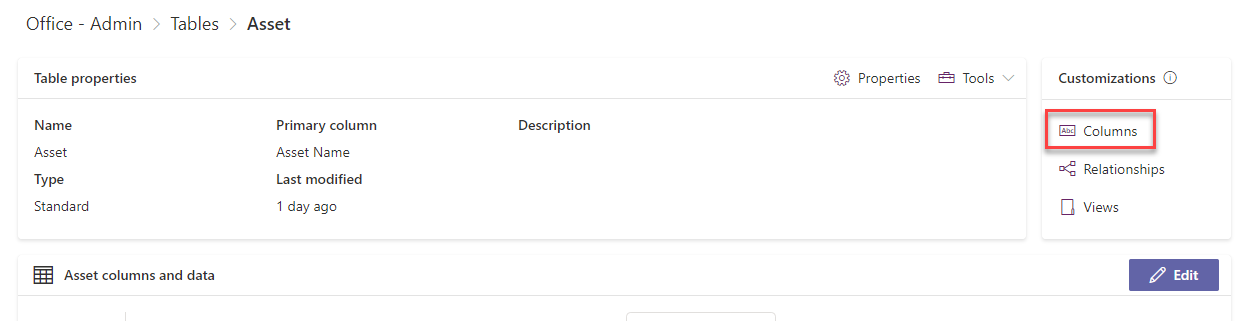 Office - Admin > Tables > Asset
Table properties
Properties
Tools
Customizations
Name
Primary column
Description
Asset
Asset Name
Type
Last modified
Standard
1 day ago
Abc Columns
Relationships
Views
Asset columns and data
Edit